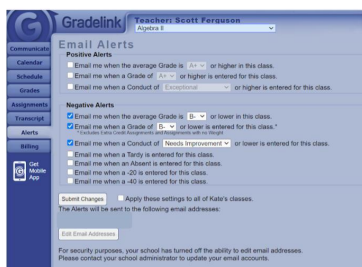 G Gradelink Teacher: Scott Ferguson
Algebra II
Communicate
Calendar
Schedule
Grades
Assignments
Transcript
Alerts
Billing
Get
Mobile
App
Email Alerts
Positive Alerts
Email me when the average Grade is A+ or higher in this class.
Email me when a Grade of A+ or higher is entered for this class.
Email me when a Conduct of Exceptional or higher is entered for this class.
Negative Alerts
Email me when the average Grade is B- or lower in this class.
Email me when a Grade of B- or lower is entered for this class.*
* Excludes Extra Credit Assignments and Assignments with no Weight
Email me when a Conduct of Needs Improvement or lower is entered for this class.
Email me when a Tardy is entered for this class.
Email me when an Absent is entered for this class.
Email me when a -20 is entered for this class.
Email me when a -40 is entered for this class.
Submit Changes Apply these settings to all of Kate's classes.
The Alerts will be sent to the following email addresses:
Edit Email Addresses
For security purposes, your school has turned off the ability to edit email addresses.
Please contact your school administrator to update your email accounts.